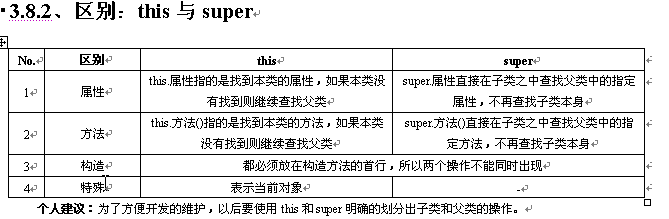 3.8.2、区别：this 与 super
No. 区别 this super
1 属性 this.属性指的是找到本类的属性，如果本类没有找到则继续查找父类 super.属性直接在子类之中查找父类中的指定属性，不再查找子类本身
2 方法 this.方法()指的是找到本类的方法，如果本类没有找到则继续查找父类 super.方法()直接在子类之中查找父类中的指定方法，不再查找子类本身
3 构造 都必须放在构造方法的首行，所以两个操作不能同时出现
4 特殊 表示当前对象 -
个人建议：为了方便开发的维护，以后要使用 this 和 super 明确的划分出子类和父类的操作。